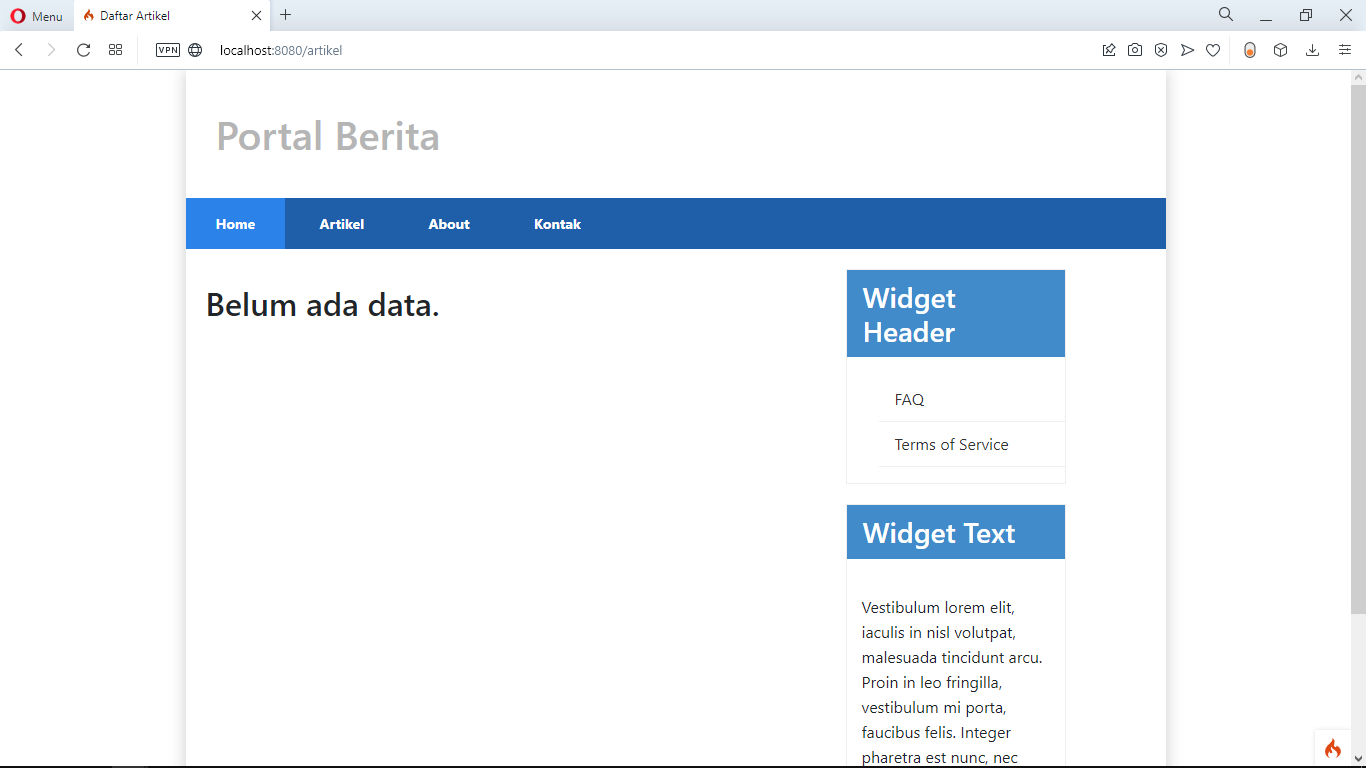 Menu
Daftar Artikel
VPN
localhost:8080/artikel
Portal Berita
Home
Artikel
About
Kontak
Belum ada data.
Widget
Header
FAQ
Terms of Service
Widget Text
Vestibulum lorem elit,
iaculis in nisl volutpat,
malesuada tincidunt arcu.
Proin in leo fringilla,
vestibulum mi porta,
faucibus felis. Integer
pharetra est nunc, nec